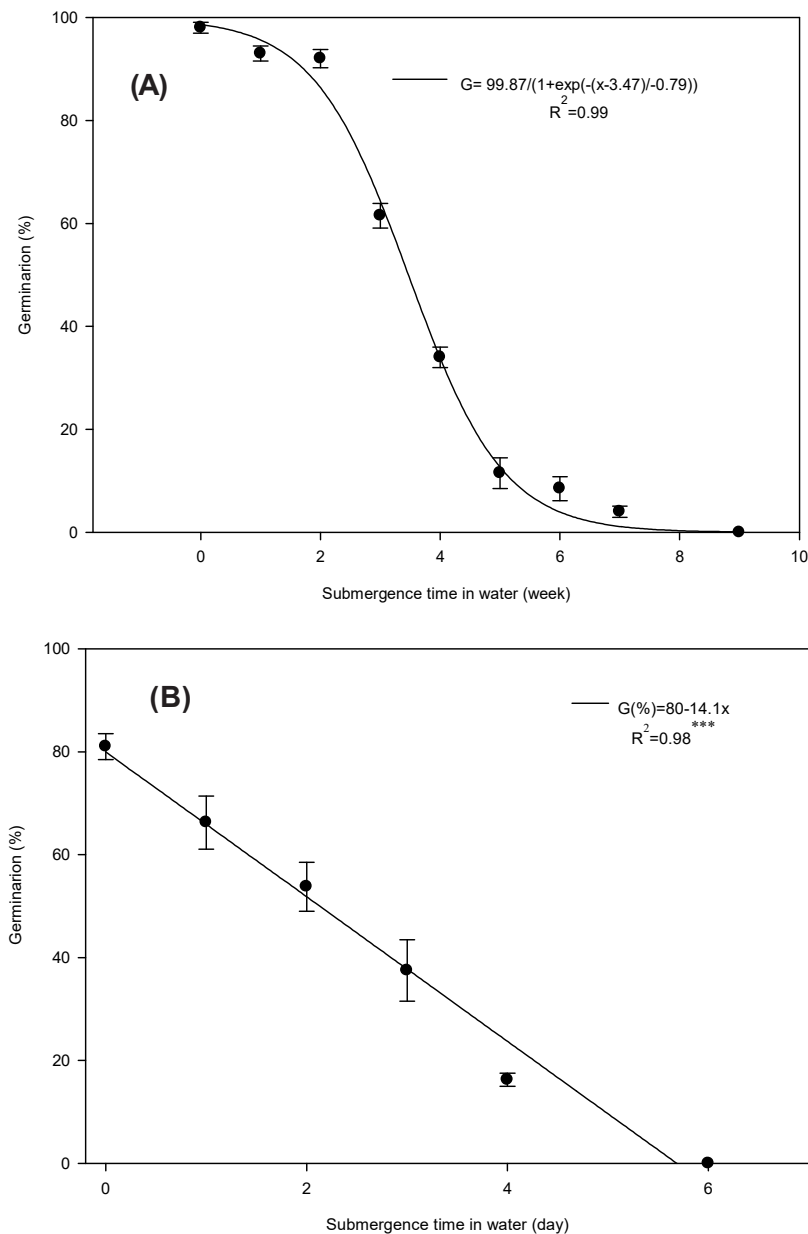 100
80
60
40
20
0
Germinarion (%)
(A)
G= 99.87/(1+exp(-(x-3.47)/-0.79))
R²=0.99
0 2 4 6 8 10
Submergence time in water (week)
100
80
60
40
20
0
Germinarion (%)
(B)
G(%)=80-14.1x
R²=0.98***
0 2 4 6
Submergence time in water (day)